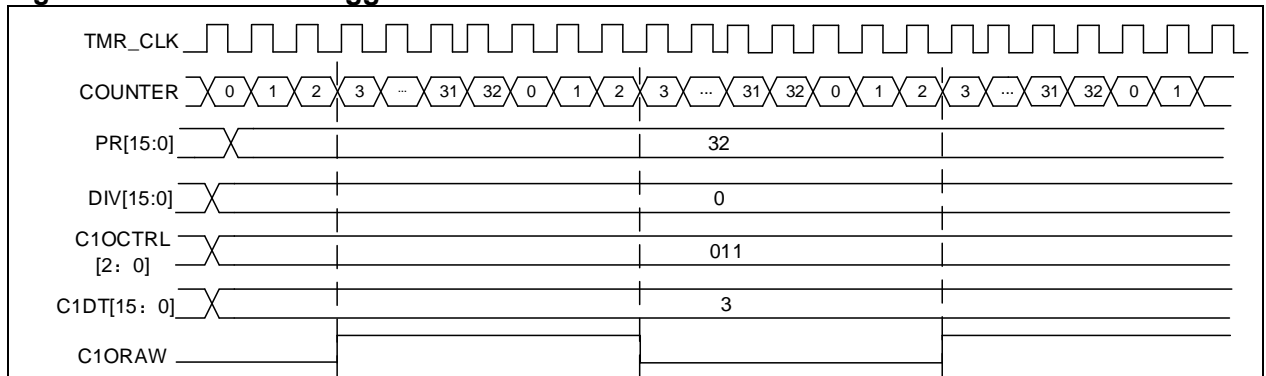 TMR_CLK
COUNTER 0 1 2 3 ... 31 32 0 1 2 3 ... 31 32 0 1 2 3 ... 31 32 0 1
PR[15:0] 32
DIV[15:0] 0
C1OCTRL
[2：0] 011
C1DT[15：0] 3
C1ORAW